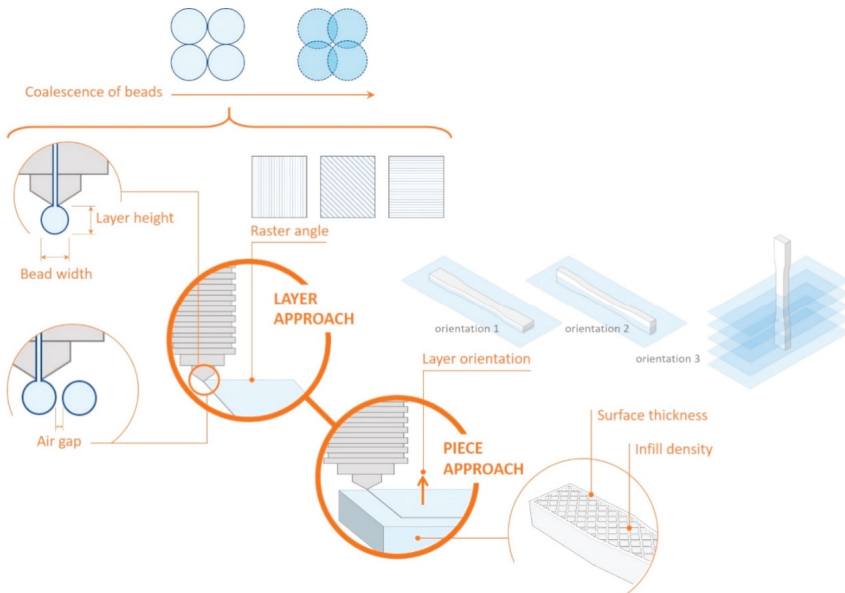 Coalescence of beads
Layer height
Bead width
Raster angle
LAYER
APPROACH
orientation 1
orientation 2
orientation 3
Layer orientation
Air gap
PIECE
APPROACH
Surface thickness
Infill density